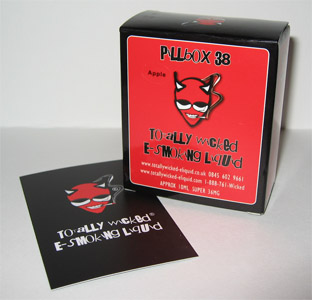 PillbOX 38
Apple
TOtALLY wicKed
E-SMOKiNG LiQuiD
www.totallywicked-eliquid.co.uk 0845 602 9661
www.totallywicked-eliquid.com 1-888-761-Wicked
APPROX 10ML SUPER 36MG
TOtALLY wicKed®
E-SMOKiNG LiQuiD